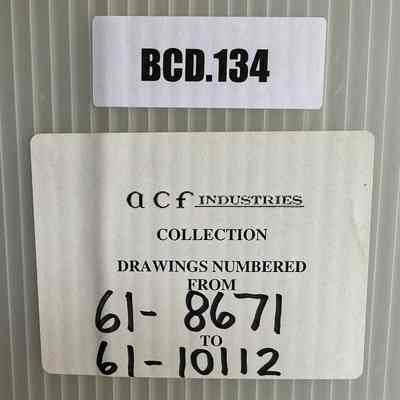 BCD.134
acf INDUSTRIES
COLLECTION
DRAWINGS NUMBERED
FROM
61- 8671
TO
61-10112